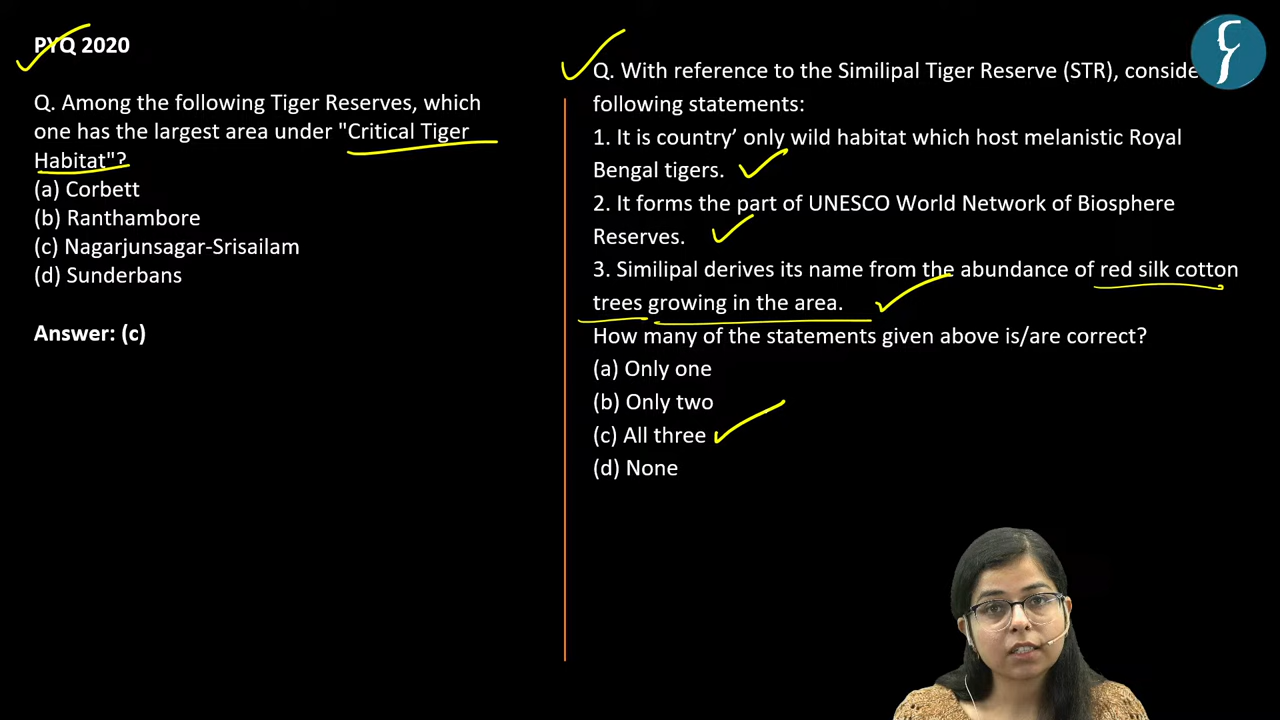 PYQ 2020
Q. Among the following Tiger Reserves, which
one has the largest area under "Critical Tiger
Habitat"?
(a) Corbett
(b) Ranthambore
(c) Nagarjunsagar-Srisailam
(d) Sunderbans
Answer: (c)
Q. With reference to the Similipal Tiger Reserve (STR), conside
following statements:
1. It is country’ only wild habitat which host melanistic Royal
Bengal tigers.
2. It forms the part of UNESCO World Network of Biosphere
Reserves.
3. Similipal derives its name from the abundance of red silk cotton
trees growing in the area.
How many of the statements given above is/are correct?
(a) Only one
(b) Only two
(c) All three
(d) None